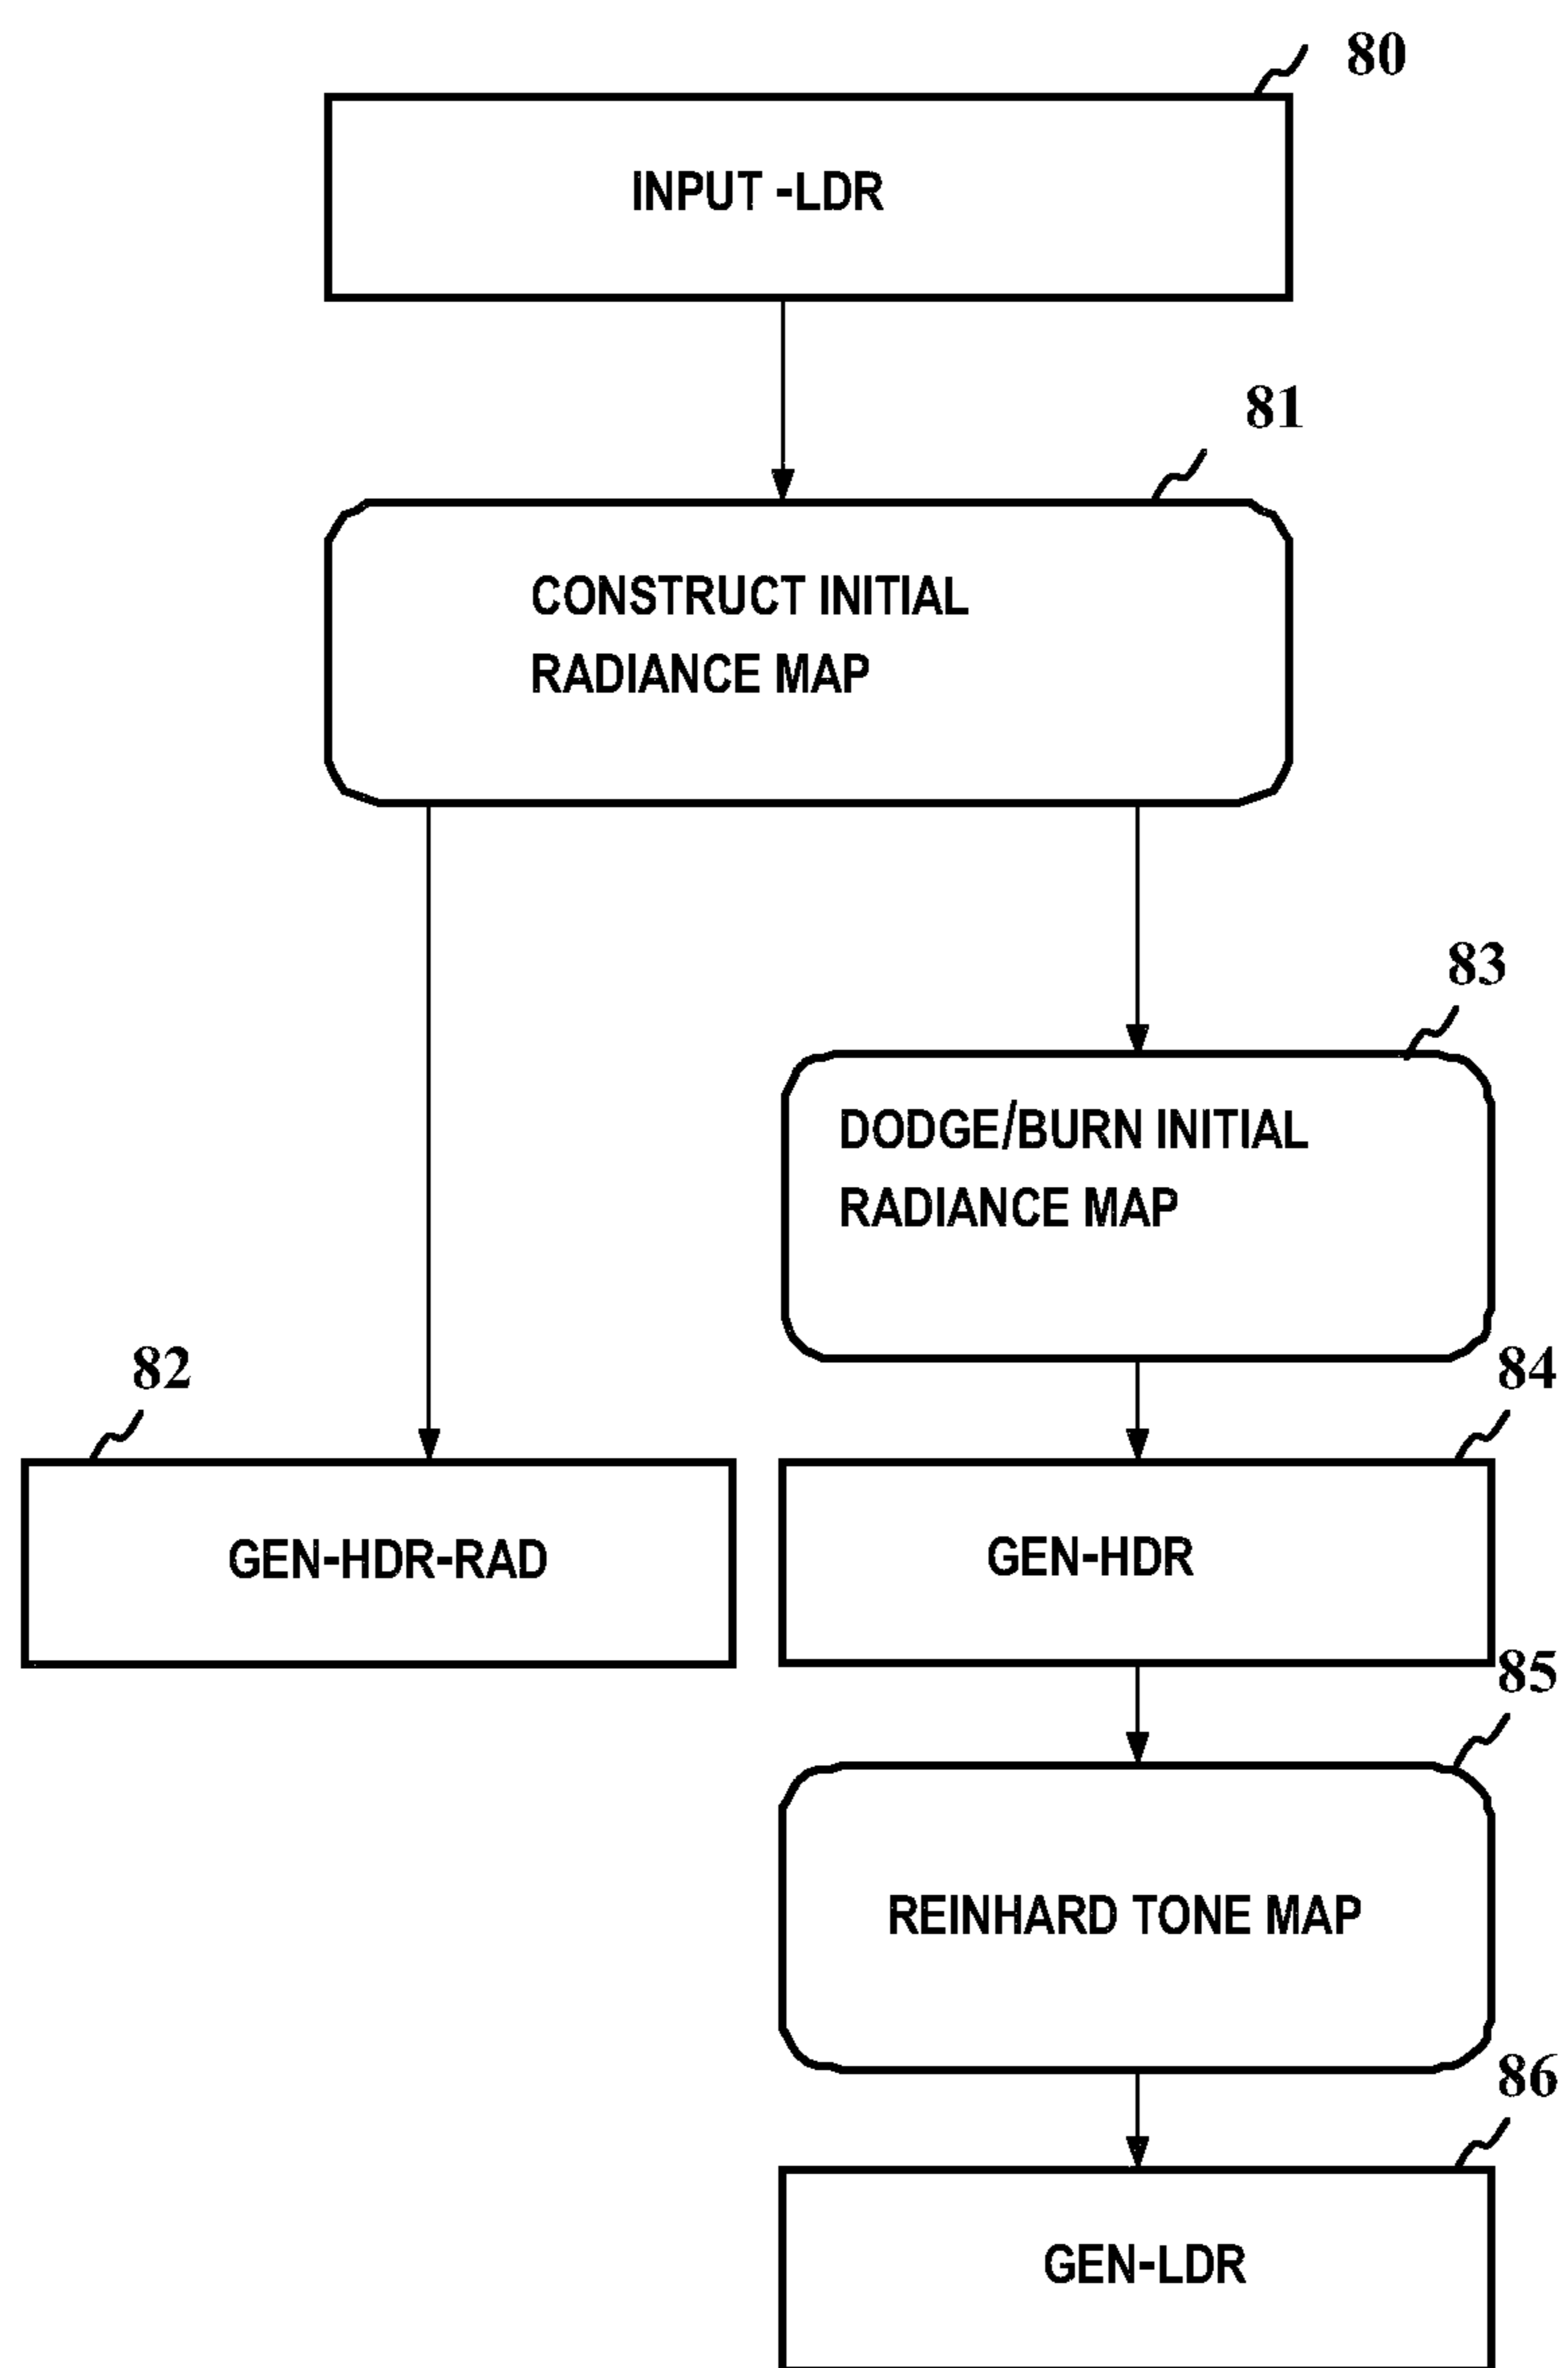 80
INPUT -LDR
81
CONSTRUCT INITIAL
RADIANCE MAP
83
DODGE/BURN INITIAL
RADIANCE MAP
82
84
GEN-HDR-RAD
GEN-HDR
85
REINHARD TONE MAP
86
GEN-LDR